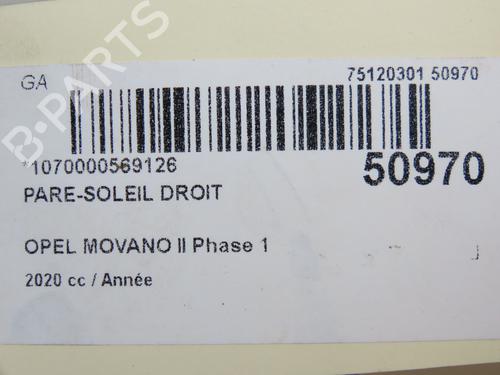 GA
75120301 50970
*1070000569126
50970
PARE-SOLEIL DROIT
OPEL MOVANO II Phase 1
2020 cc / Année
B-PARTS